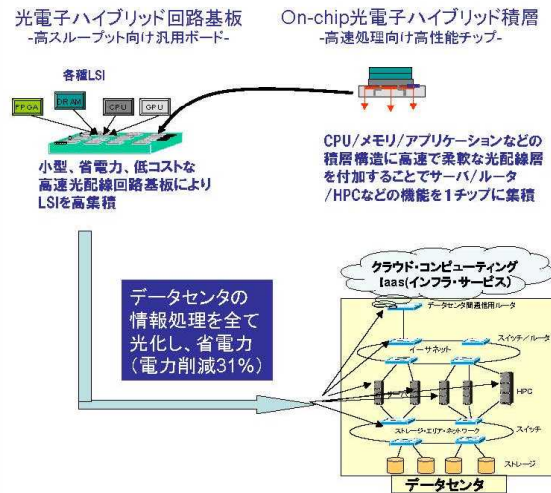 光電子ハイブリッド回路基板
-高スループット向け汎用ボード-
On-chip光電子ハイブリッド積層
-高速処理向け高性能チップ-
各種LSI
FPGA
DRAM
CPU
GPU
小型、省電力、低コストな
高速光配線回路基板により
LSIを高集積
CPU/メモリ/アプリケーションなどの
積層構造に高速で柔軟な光配線層
を付加することでサーバ/ルータ
/HPCなどの機能を1チップに集積
データセンタの
情報処理を全て
光化し、省電力
(電力削減31%)
クラウド・コンピューティング
Iaas(インフラ・サービス)
データセンタ間通信用ルータ
スイッチ/ルータ
イーサネット
HPC
ストレージ・エリア・ネットワーク
スイッチ
ストレージ
データセンタ